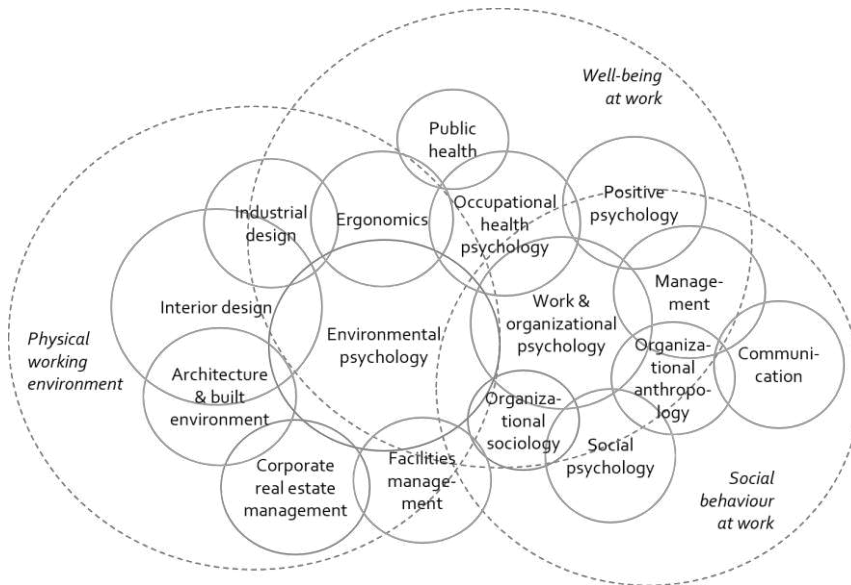 Well-being
at work
Public
health
Industrial
design
Ergonomics
Occupational
health
psychology
Positive
psychology
Manage-
ment
Interior design
Work &
organizational
psychology
Environmental
psychology
Physical
working
environment
Architecture
& built
environment
Organiza-
tional
anthropo-
logy
Communi-
cation
Organiza-
tional
sociology
Social
psychology
Corporate
real estate
management
Facilities
manage-
ment
Social
behaviour
at work